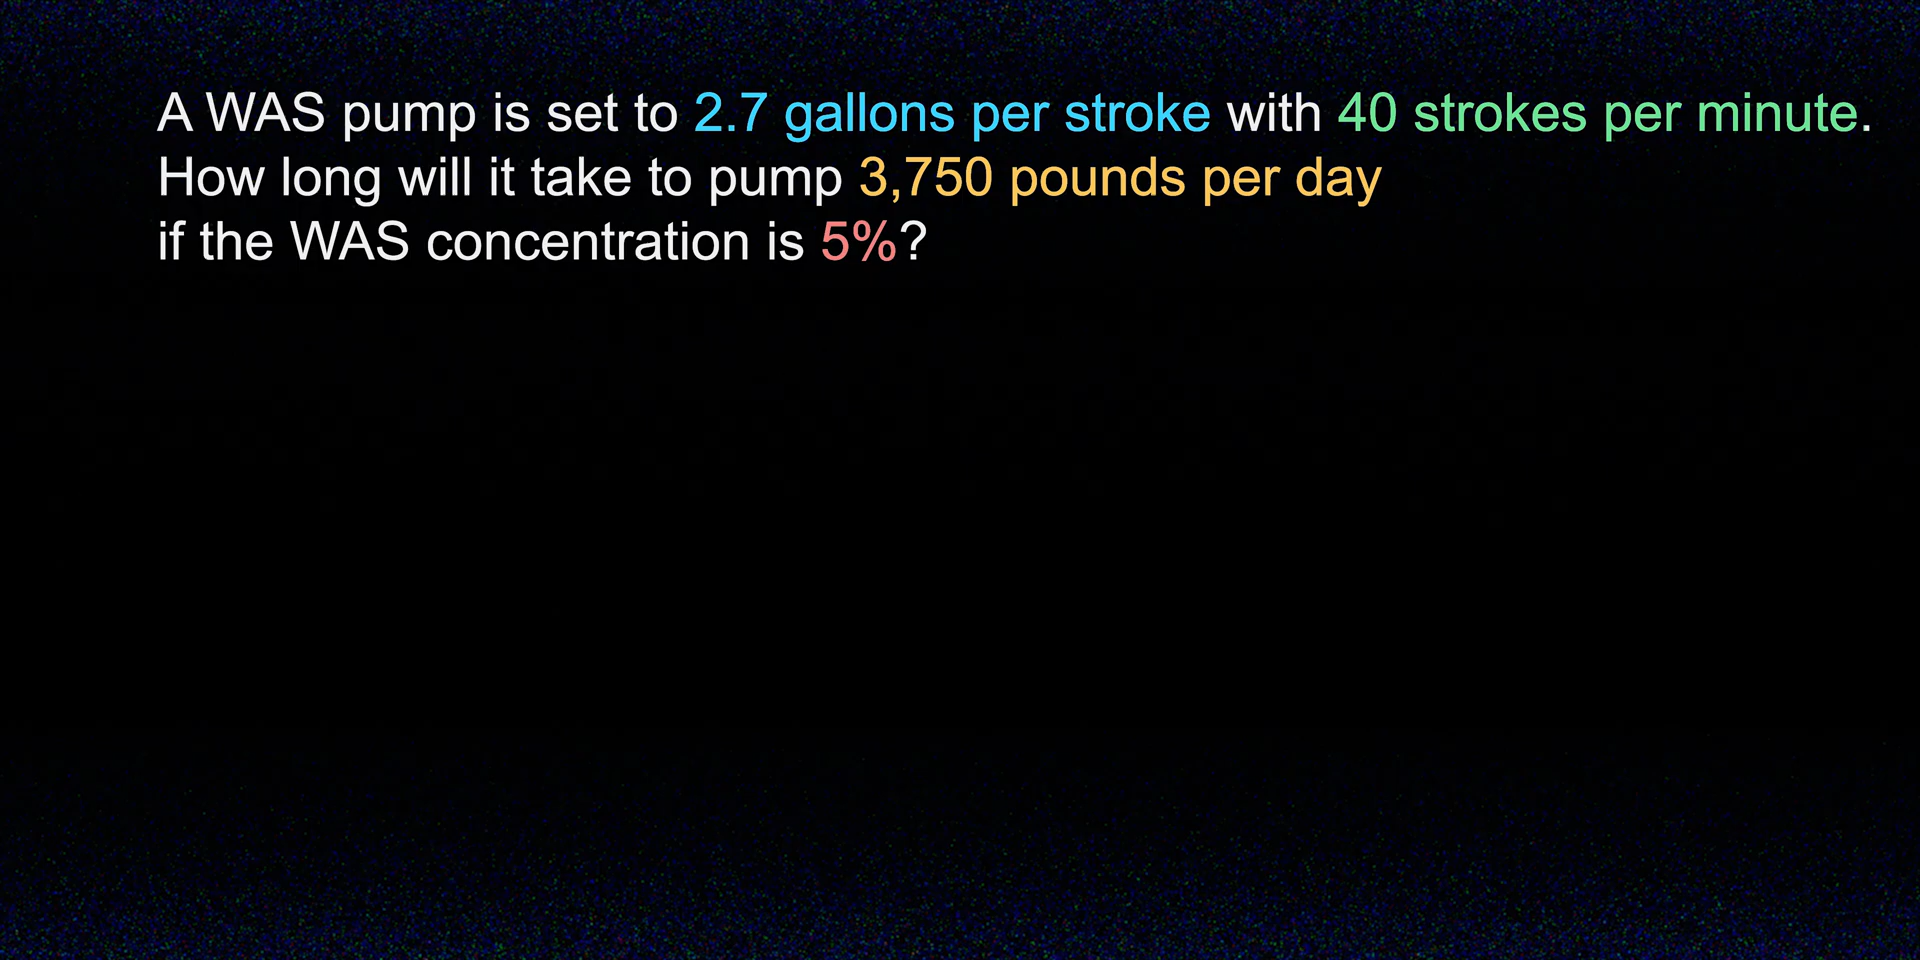 A WAS pump is set to 2.7 gallons per stroke with 40 strokes per minute.
How long will it take to pump 3,750 pounds per day
if the WAS concentration is 5%?